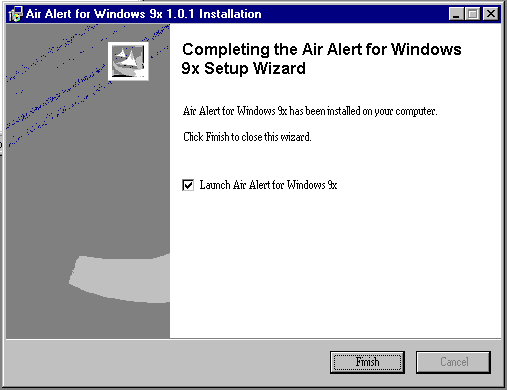 Air Alert for Windows 9x 1.0.1 Installation
Completing the Air Alert for Windows
9x Setup Wizard
Air Alert for Windows 9x has been installed on your computer.
Click Finish to close this wizard.
Launch Air Alert for Windows 9x
Finish
Cancel